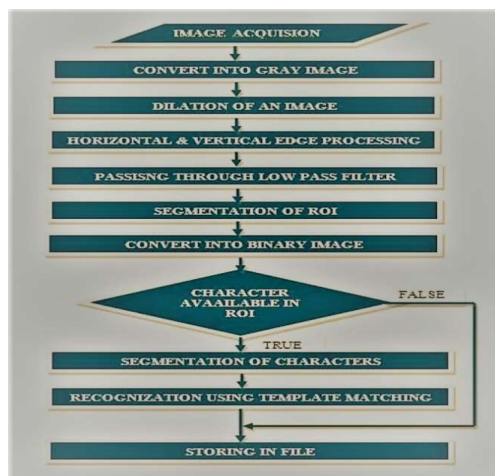 IMAGE ACQUISION
CONVERT INTO GRAY IMAGE
DILATION OF AN IMAGE
HORIZONTAL & VERTICAL EDGE PROCESSING
PASSISNG THROUGH LOW PASS FILTER
SEGMENTATION OF ROI
CONVERT INTO BINARY IMAGE
CHARACTER
AVAAILABLE IN
ROI
FALSE
TRUE
SEGMENTATION OF CHARACTERS
RECOGNIZATION USING TEMPLATE MATCHING
STORING IN FILE